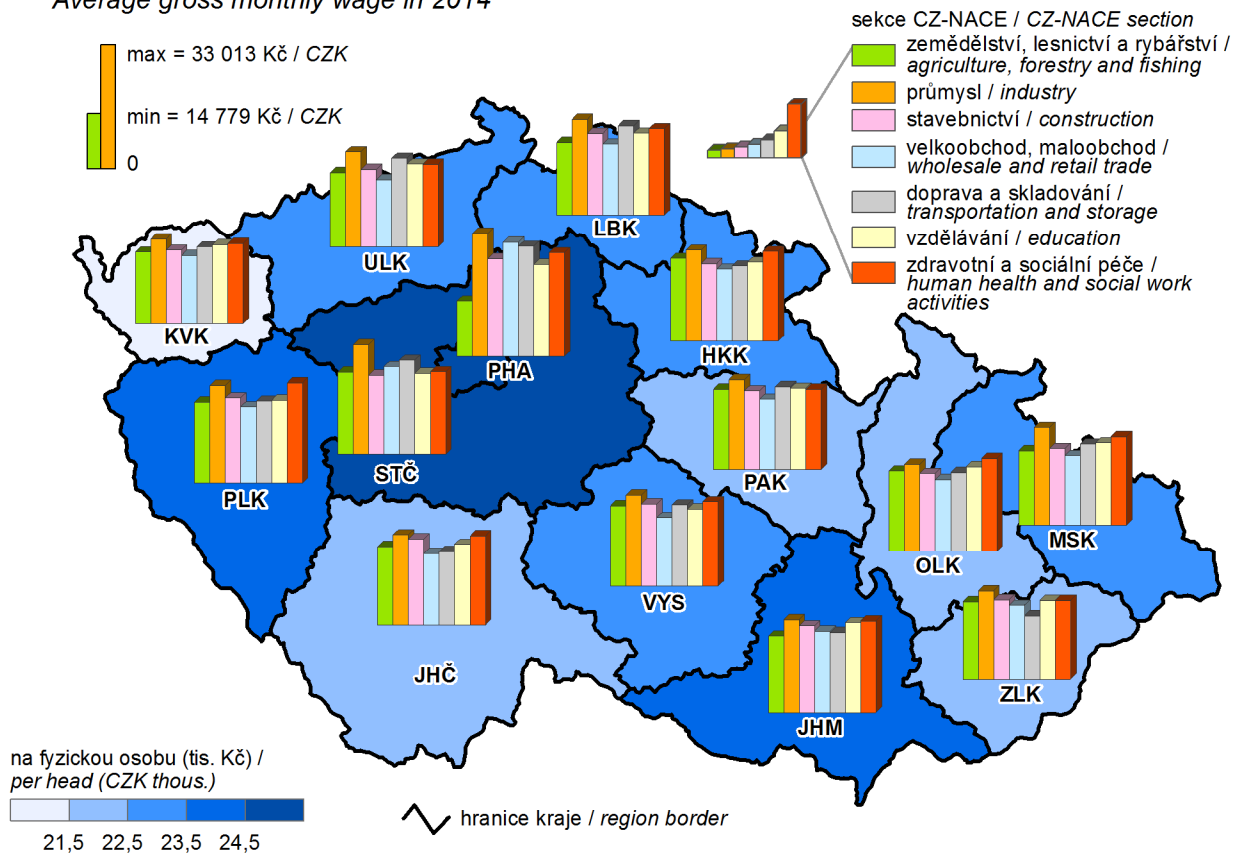 Average gross monthly wage in 2014
max = 33 013 Kč / CZK
min = 14 779 Kč / CZK
0
sekce CZ-NACE / CZ-NACE section
zemědělství, lesnictví a rybářství /
agriculture, forestry and fishing
průmysl / industry
stavebnictví / construction
velkoobchod, maloobchod /
wholesale and retail trade
doprava a skladování /
transportation and storage
vzdělávání / education
zdravotní a sociální péče /
human health and social work
activities
LBK
ULK
KVK
HKK
PHA
STČ
PAK
PLK
MSK
OLK
VYS
JHČ
ZLK
JHM
na fyzickou osobu (tis. Kč) /
per head (CZK thous.)
21,5 22,5 23,5 24,5
hranice kraje / region border